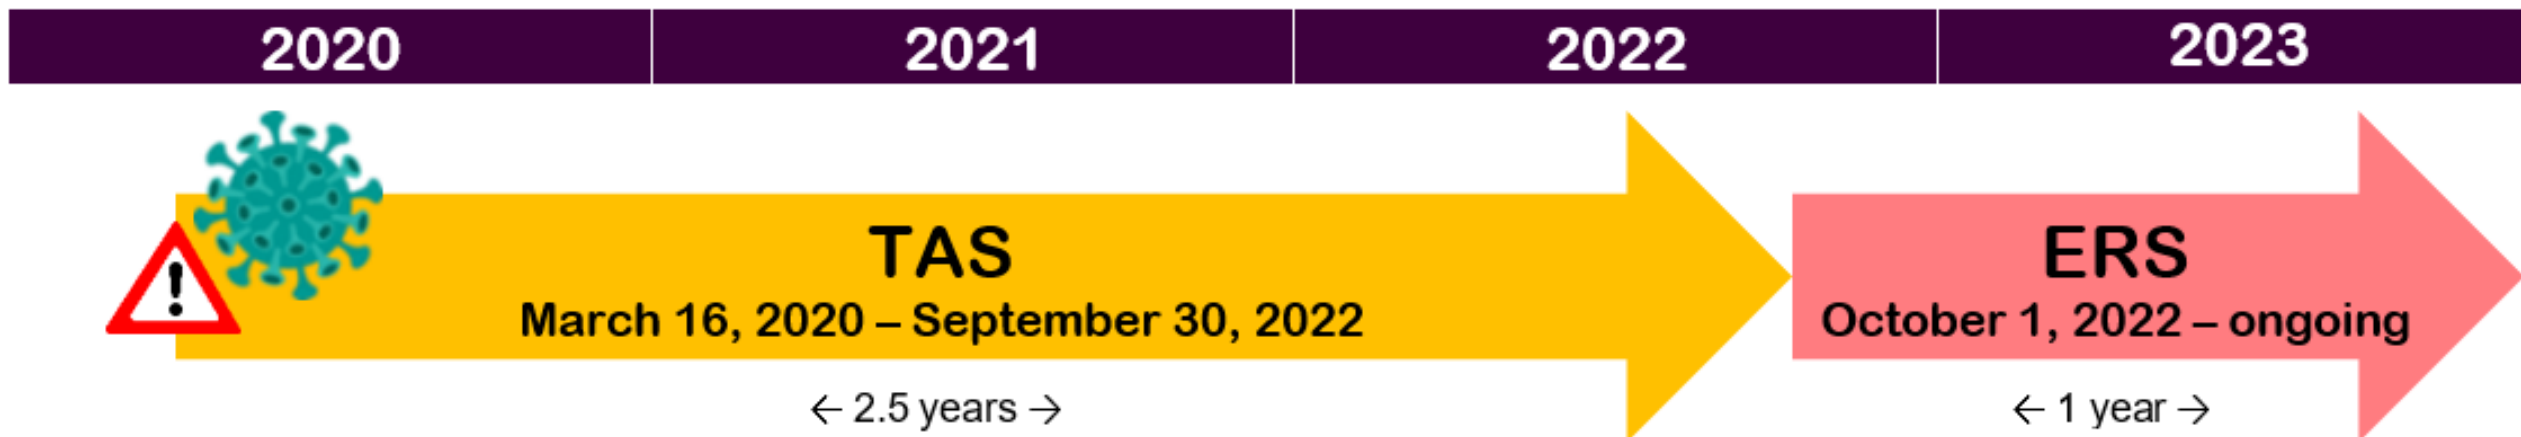 2020 2021 2022 2023
!
TAS
March 16, 2020 – September 30, 2022
← 2.5 years →
ERS
October 1, 2022 – ongoing
← 1 year →